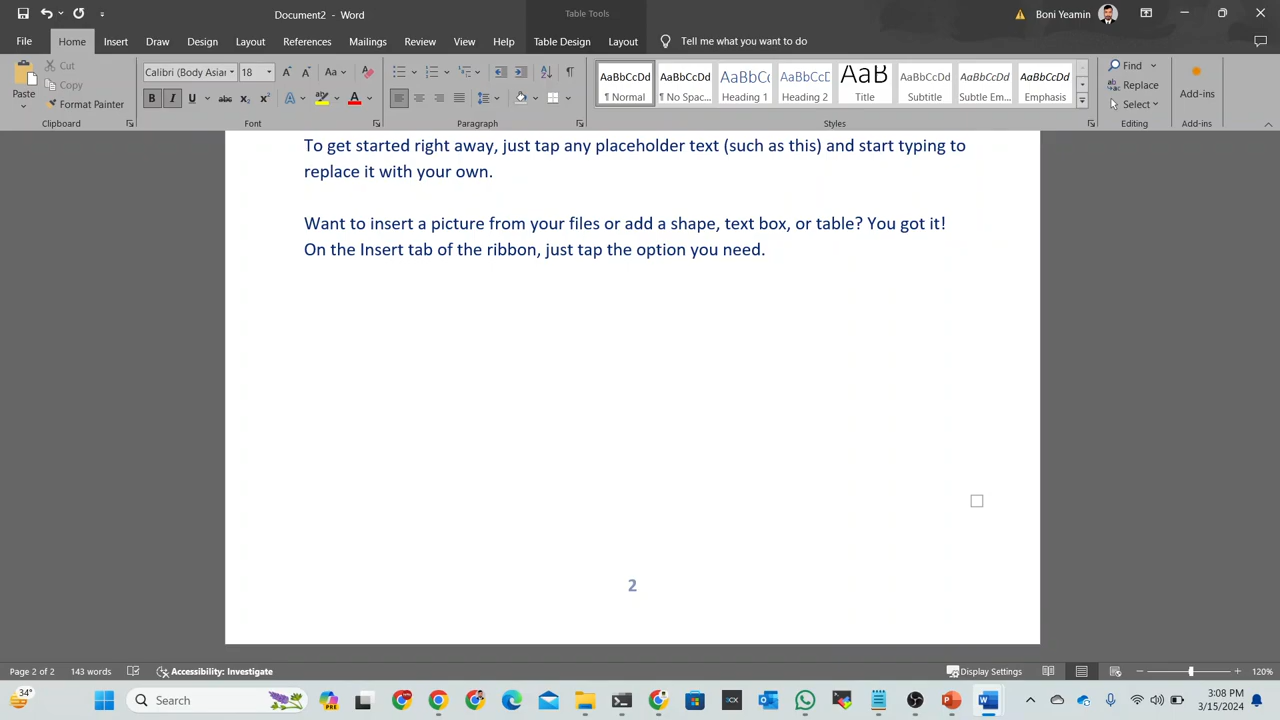 Document2 - Word
Table Tools
Boni Yeamin
File Home Insert Draw Design Layout References Mailings Review View Help Table Design Layout Tell me what you want to do
Paste
Cut
Copy
Format Painter
Clipboard
Calibri (Body Asian 18
Font
Paragraph
AaBbCcDd
¶ Normal
AaBbCcDd
¶ No Spac...
AaBbCc
Heading 1
AaBbCcD
Heading 2
AaB
Title
AaBbCcDd
Subtitle
AaBbCcDd
Subtle Em...
AaBbCcDd
Emphasis
Styles
Find
Replace
Select
Editing
Add-ins
Add-ins
To get started right away, just tap any placeholder text (such as this) and start typing to
replace it with your own.
Want to insert a picture from your files or add a shape, text box, or table? You got it!
On the Insert tab of the ribbon, just tap the option you need.
2
Page 2 of 2 143 words Accessibility: Investigate Display Settings 120%
34°
Search
3:08 PM
3/15/2024